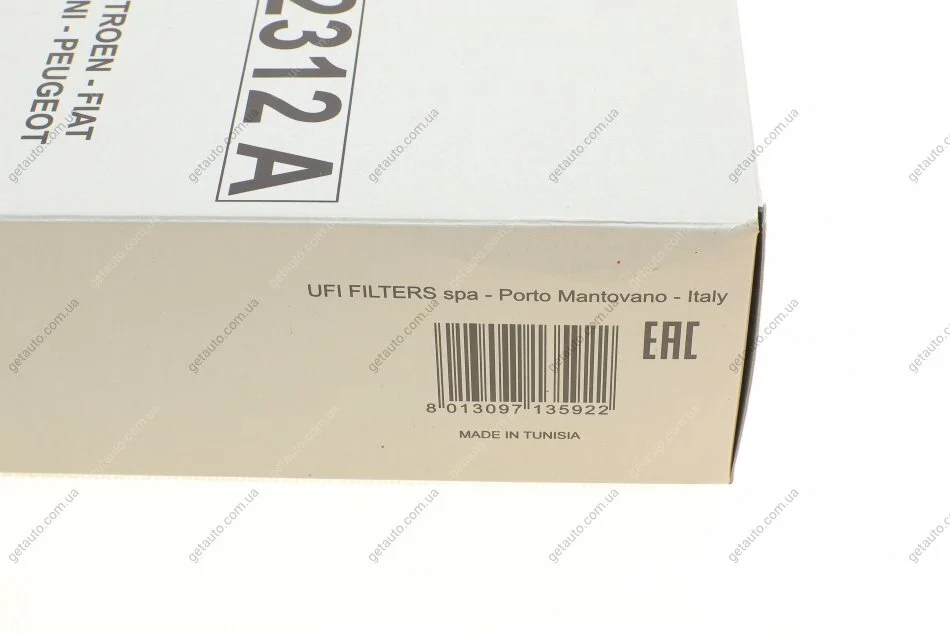 TROEN - FIAT
NI - PEUGEOT
2312 A
UFI FILTERS spa - Porto Mantovano - Italy
EAC
8 013097 135922
MADE IN TUNISIA
getauto.com.ua